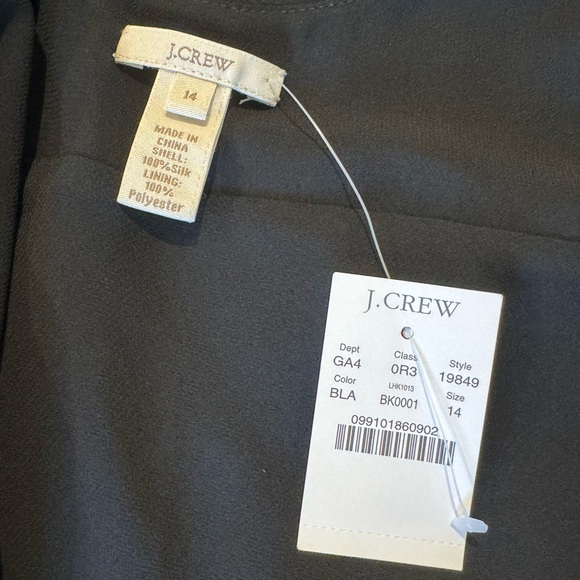 J.CREW
14
MADE IN
CHINA
SHELL:
100%Silk
LINING:
100%
Polyester
J.CREW
Dept Class Style
GA4 0R3 19849
Color LHK1013 Size
BLA BK0001 14
099101860902